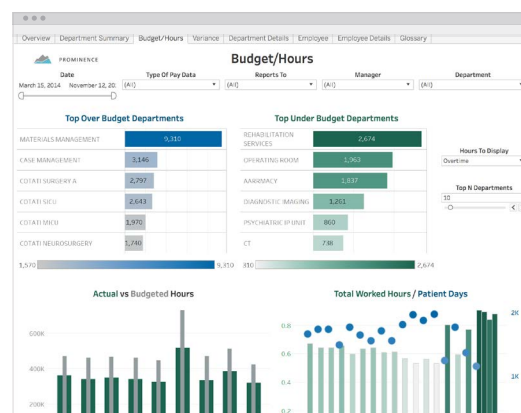 Overview Department Summary Budget/Hours Variance Department Details Employee Employee Details Glossary
PROMINENCE
Budget/Hours
Date Type Of Pay Data Reports To Manager Department
March 15, 2014 November 12, 20: (All) (All) (All) (All)
Top Over Budget Departments
MATERIALS MANAGEMENT 9,310
CASE MANAGEMENT 3,146
COTATI SURGERY A 2,797
COTATI SICU 2,643
COTATI MICU 1,970
COTATI NEUROSURGERY 1,740
1,570 9,310
Top Under Budget Departments
REHABILITATION
SERVICES 2,674
OPERATING ROOM 1,963
1,837
DIAGNOSTIC IMAGING 1,261
PSYCHIATRIC IP UNIT 860
CT 738
2,674
Hours To Display
Overtime
Top N Departments
10
Actual vs Budgeted Hours
600K
400K
200K
Total Worked Hours / Patient Days
0.8
0.6
0.4
0.2
2K
1K